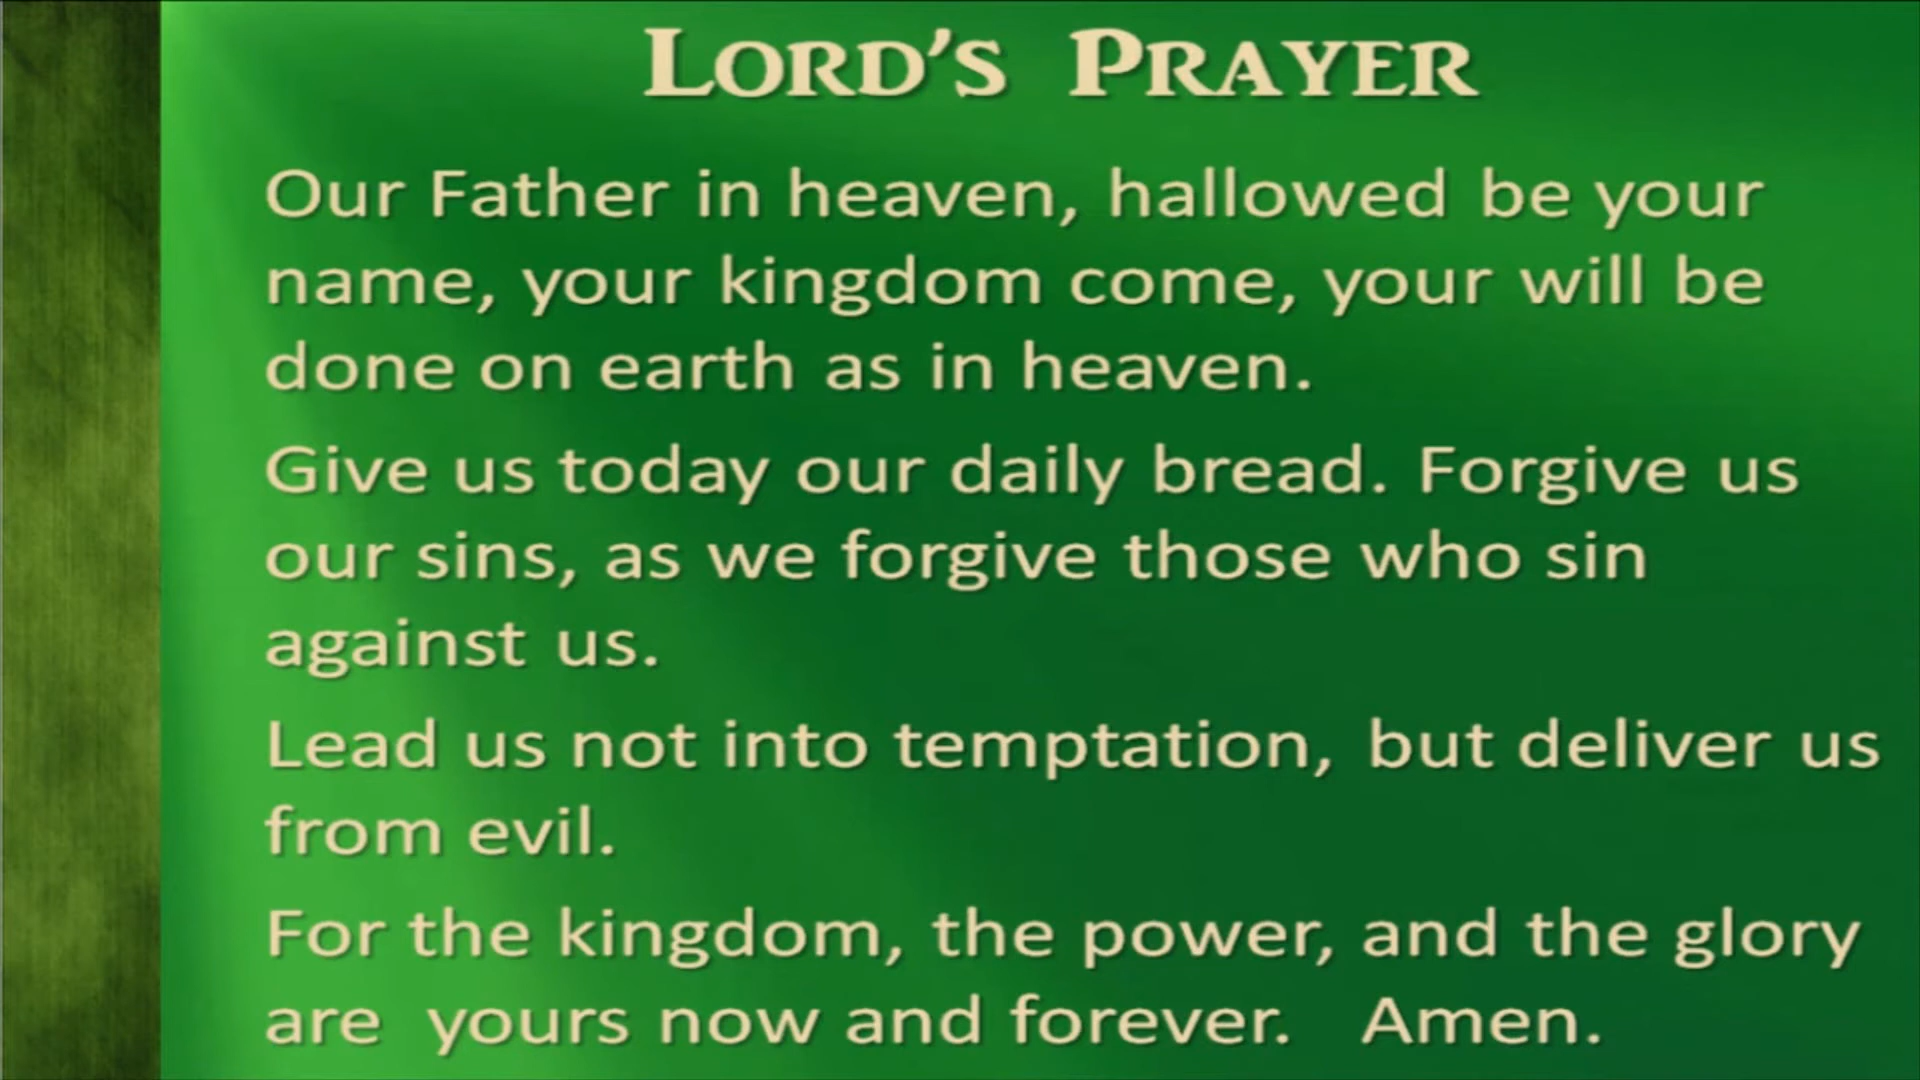 LORD'S PRAYER
Our Father in heaven, hallowed be your
name, your kingdom come, your will be
done on earth as in heaven.
Give us today our daily bread. Forgive us
our sins, as we forgive those who sin
against us.
Lead us not into temptation, but deliver us
from evil.
For the kingdom, the power, and the glory
are yours now and forever. Amen.